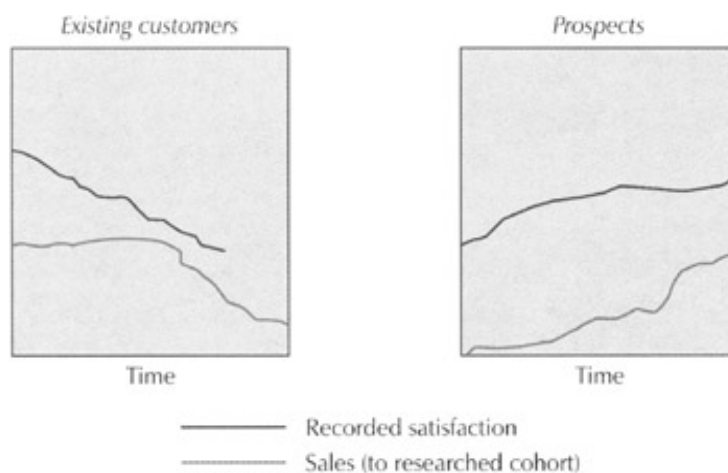 Existing customers
Prospects
Time
Time
Recorded satisfaction
Sales (to researched cohort)